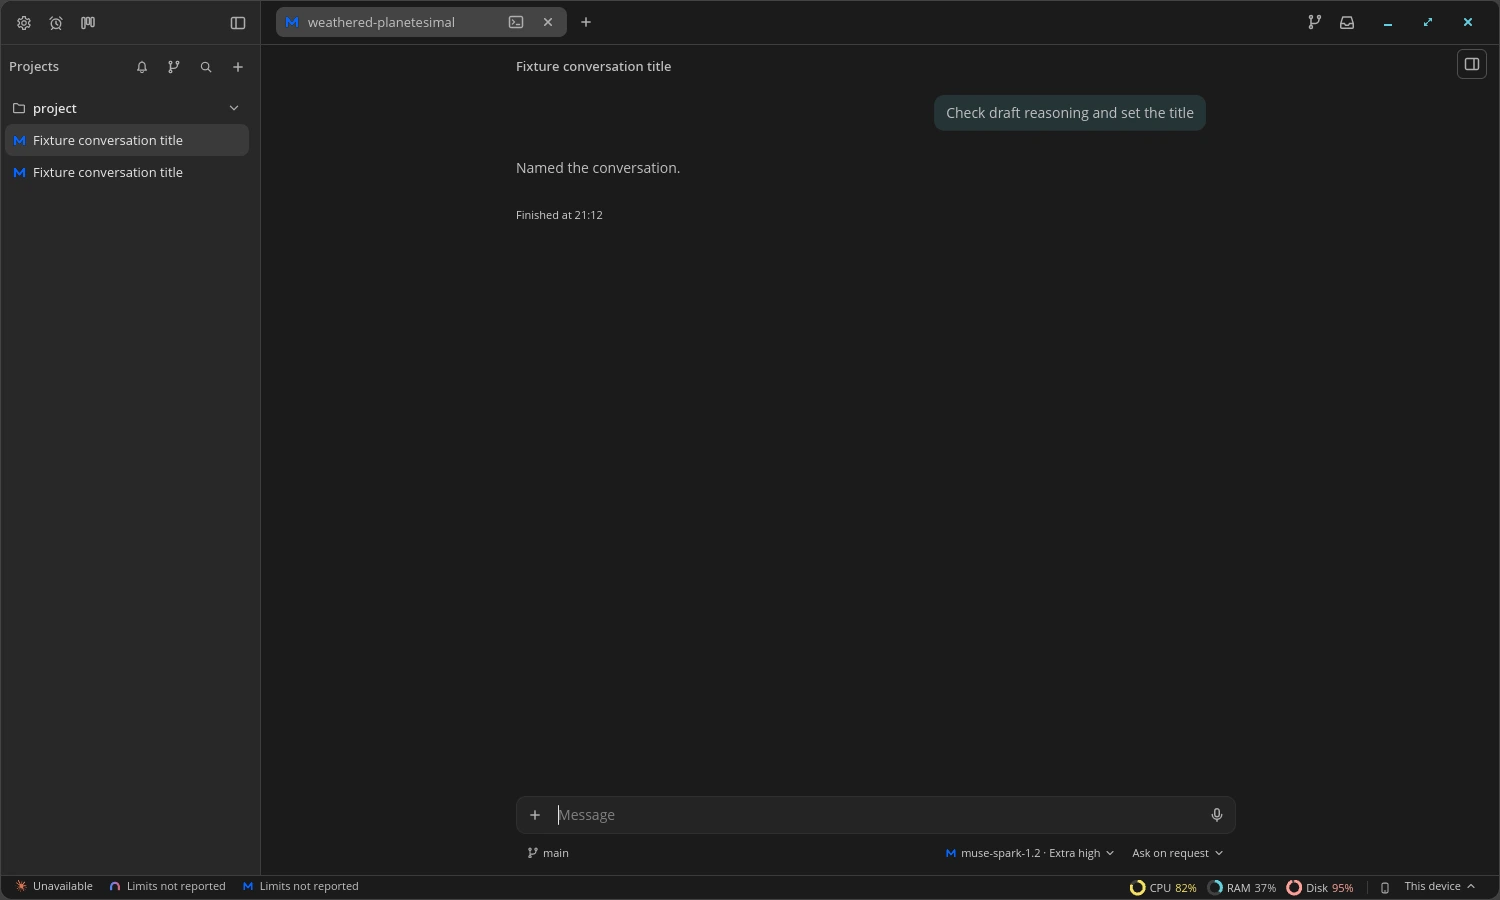 weathered-planetesimal
Projects
Fixture conversation title
project
Check draft reasoning and set the title
Fixture conversation title
Fixture conversation title
Named the conversation.
Finished at 21:12
Message
main
muse-spark-1.2 · Extra high
Ask on request
Unavailable
Limits not reported
Limits not reported
CPU 82%
RAM 37%
Disk 95%
This device